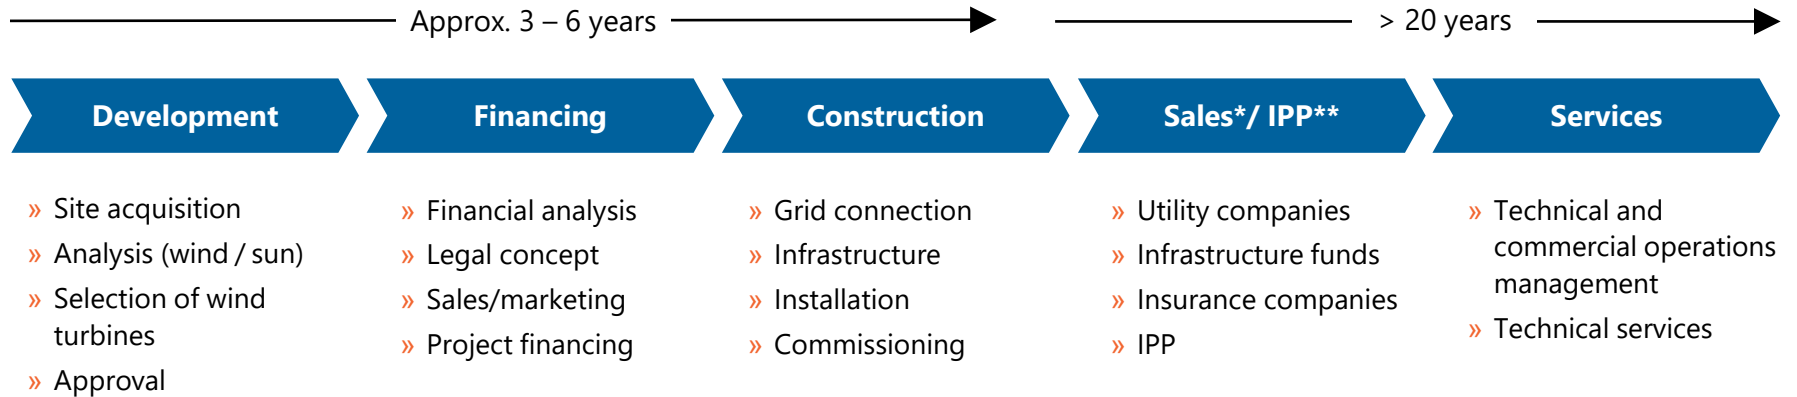 Approx. 3 – 6 years
> 20 years
Development
Financing
Construction
Sales*/ IPP**
Services
» Site acquisition
» Analysis (wind / sun)
» Selection of wind
turbines
» Approval
» Financial analysis
» Legal concept
» Sales/marketing
» Project financing
» Grid connection
» Infrastructure
» Installation
» Commissioning
» Utility companies
» Infrastructure funds
» Insurance companies
» IPP
» Technical and
commercial operations
management
» Technical services